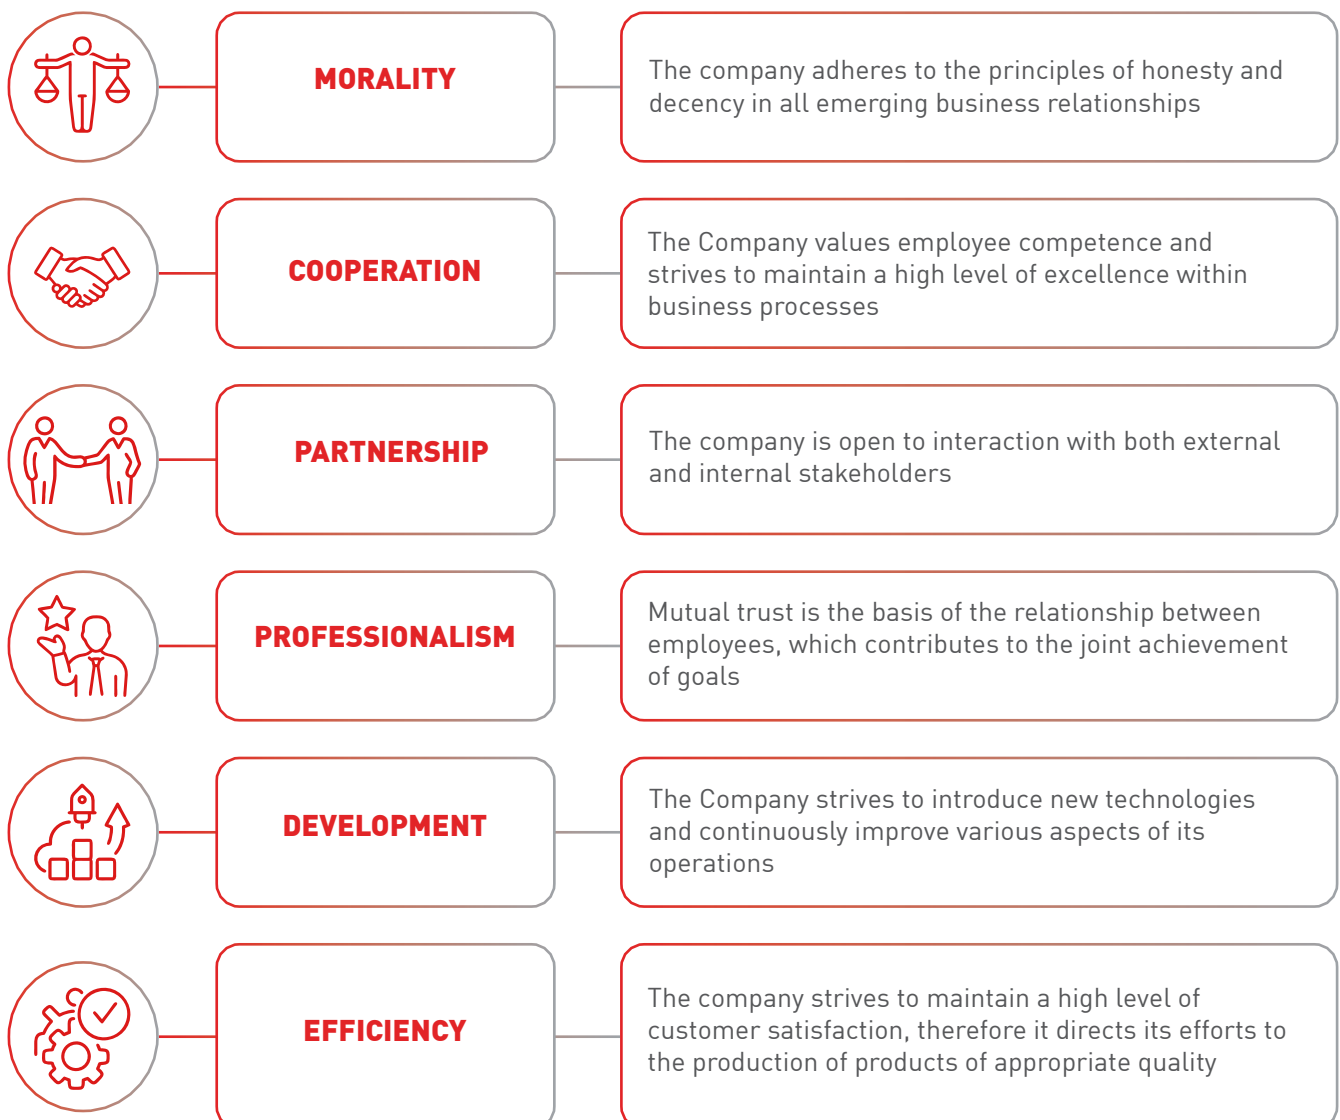 MORALITY
The company adheres to the principles of honesty and
decency in all emerging business relationships
COOPERATION
The Company values employee competence and
strives to maintain a high level of excellence within
business processes
PARTNERSHIP
The company is open to interaction with both external
and internal stakeholders
PROFESSIONALISM
Mutual trust is the basis of the relationship between
employees, which contributes to the joint achievement
of goals
DEVELOPMENT
The Company strives to introduce new technologies
and continuously improve various aspects of its
operations
EFFICIENCY
The company strives to maintain a high level of
customer satisfaction, therefore it directs its efforts to
the production of products of appropriate quality